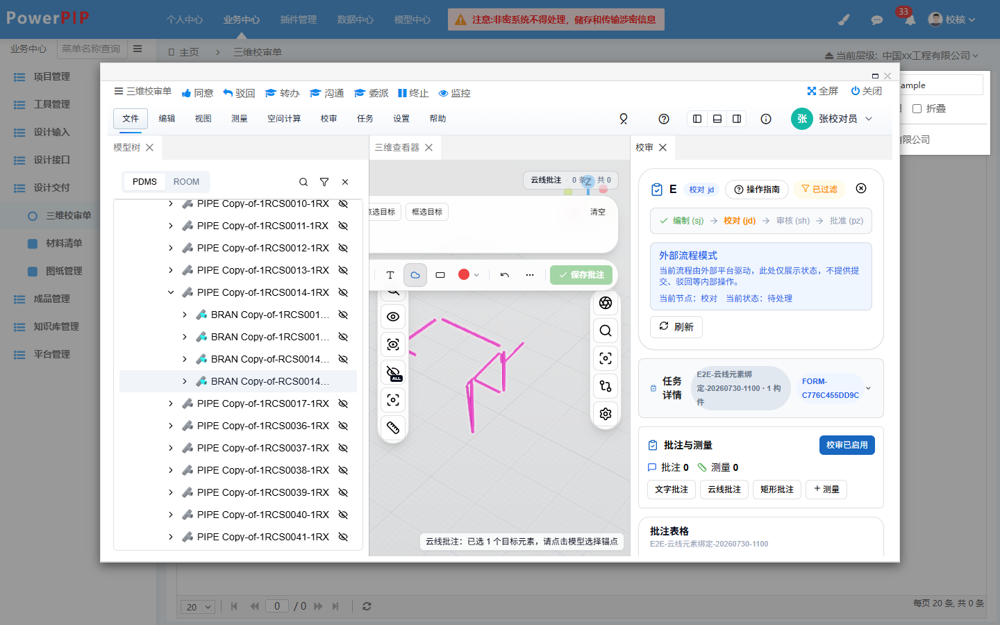 PowerPIP
个人中心
业务中心
插件管理
数据中心
模型中心
注意:非密系统不得处理，储存和传输涉密信息
33
校核
业务中心
菜单名称查询
主页
三维校审单
当前层级:
中国xx工程有限公司
项目管理
工具管理
设计输入
设计接口
设计交付
三维校审单
材料清单
图纸管理
成品管理
知识库管理
平台管理
ample
折叠
限公司
三维校审单
同意
驳回
转办
沟通
委派
终止
监控
全屏
关闭
文件
编辑
视图
测量
空间计算
校审
任务
设置
帮助
张
张校对员
模型树
三维查看器
校审
PDMS
ROOM
PIPE Copy-of-1RCS0010-1RX
PIPE Copy-of-1RCS0011-1RX
PIPE Copy-of-1RCS0012-1RX
PIPE Copy-of-1RCS0013-1RX
PIPE Copy-of-1RCS0014-1RX
BRAN Copy-of-1RCS001...
BRAN Copy-of-1RCS001...
BRAN Copy-of-RCS0014...
BRAN Copy-of-RCS0014...
PIPE Copy-of-1RCS0017-1RX
PIPE Copy-of-1RCS0036-1RX
PIPE Copy-of-1RCS0037-1RX
PIPE Copy-of-1RCS0038-1RX
PIPE Copy-of-1RCS0039-1RX
PIPE Copy-of-1RCS0040-1RX
PIPE Copy-of-1RCS0041-1RX
云线批注 · 0 条
共 0
Z
选目标
框选目标
清空
T
保存批注
ALL
云线批注：已选 1 个目标元素，请点击模型选择锚点
E
校对 jd
操作指南
已过滤
编制 (sj)
校对 (jd)
审核 (sh)
批准 (pz)
外部流程模式
当前流程由外部平台驱动，此处仅展示状态，不提供提
交、驳回等内部操作。
当前节点：校对
当前状态：待处理
刷新
任务
详情
E2E-云线元素绑
定-20260730-1100 · 1 构
件
FORM-
C776C455DD9C
批注与测量
校审已启用
批注 0
测量 0
文字批注
云线批注
矩形批注
+ 测量
批注表格
E2E-云线元素绑定-20260730-1100
20
0
/ 0
每页 20 条, 共 0 条